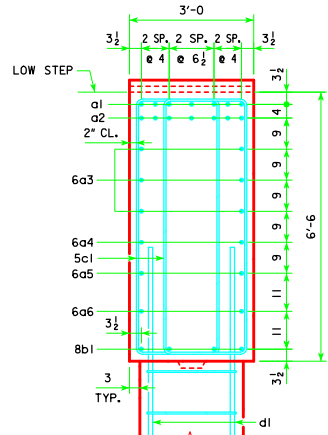 3'-0
3½ 2 SP. 2 SP. 2 SP. 3½
@ 4 @ 6½ @ 4
LOW STEP
3½
a1
4
a2
2" CL.
9
9
6a3
9
6'-6
9
6a4
9
5c1
6a5
11
6a6
11
3½
8b1
3½
3
TYP.
d1